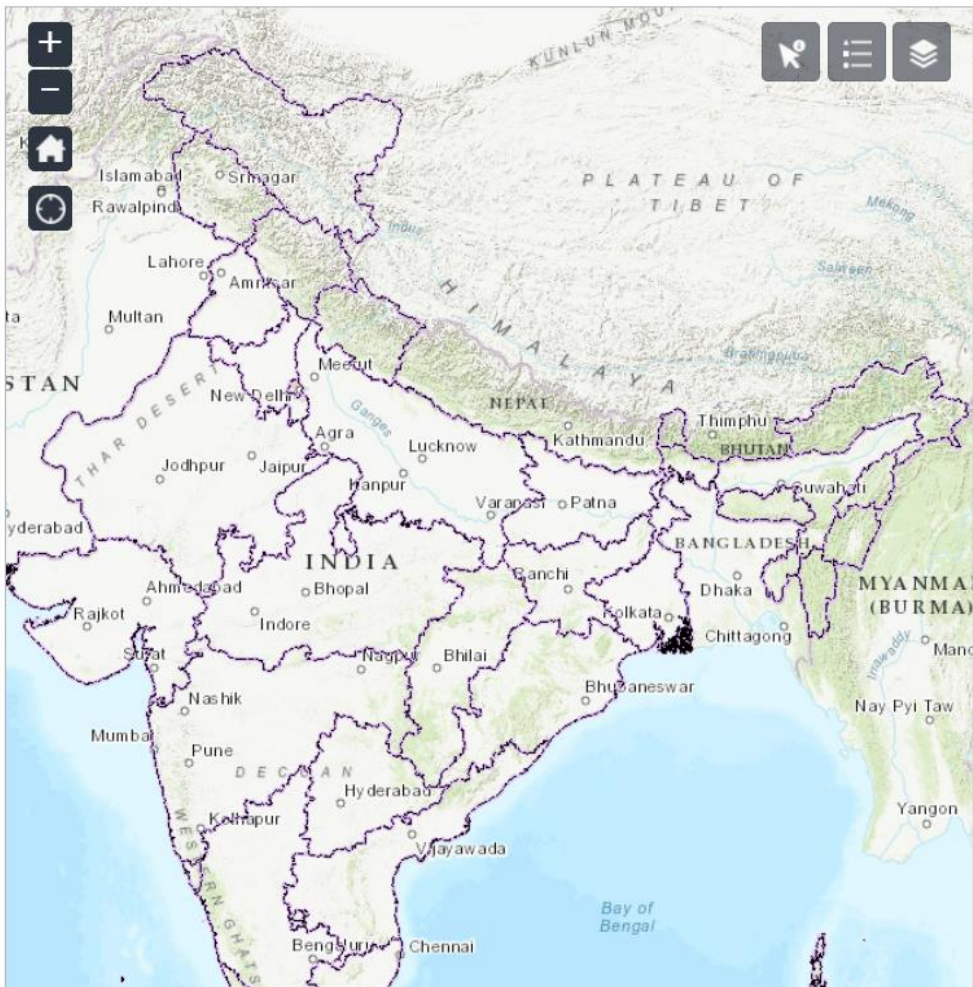 +
KUNLUN MOU
−
Islamabad
Srinagar
Rawalpindi
PLATEAU OF
TIBET
Mekong
Indus
Lahore
Amritsar
Salween
HIMALAYA
Multan
ta
Brahmaputra
Meerut
STAN
THAR DESERT
New Delhi
NEPAL
Ganges
Thimphu
Agra
Kathmandu
BHUTAN
Lucknow
Jodhpur
Jaipur
Kanpur
Guwahati
Varanasi
Patna
yderabad
BANGLADESH
INDIA
Ranchi
Ahmedabad
Bhopal
Dhaka
MYANMA
(BURMA)
Rajkot
Indore
Kolkata
Chittagong
Irrawaddy
Mand
Surat
Nagpur
Bhilai
Nashik
Bhubaneswar
Nay Pyi Taw
Mumbai
Pune
DECCAN
Hyderabad
Yangon
Kolhapur
WESTERN GHATS
Vijayawada
Bay of
Bengal
Bengaluru
Chennai